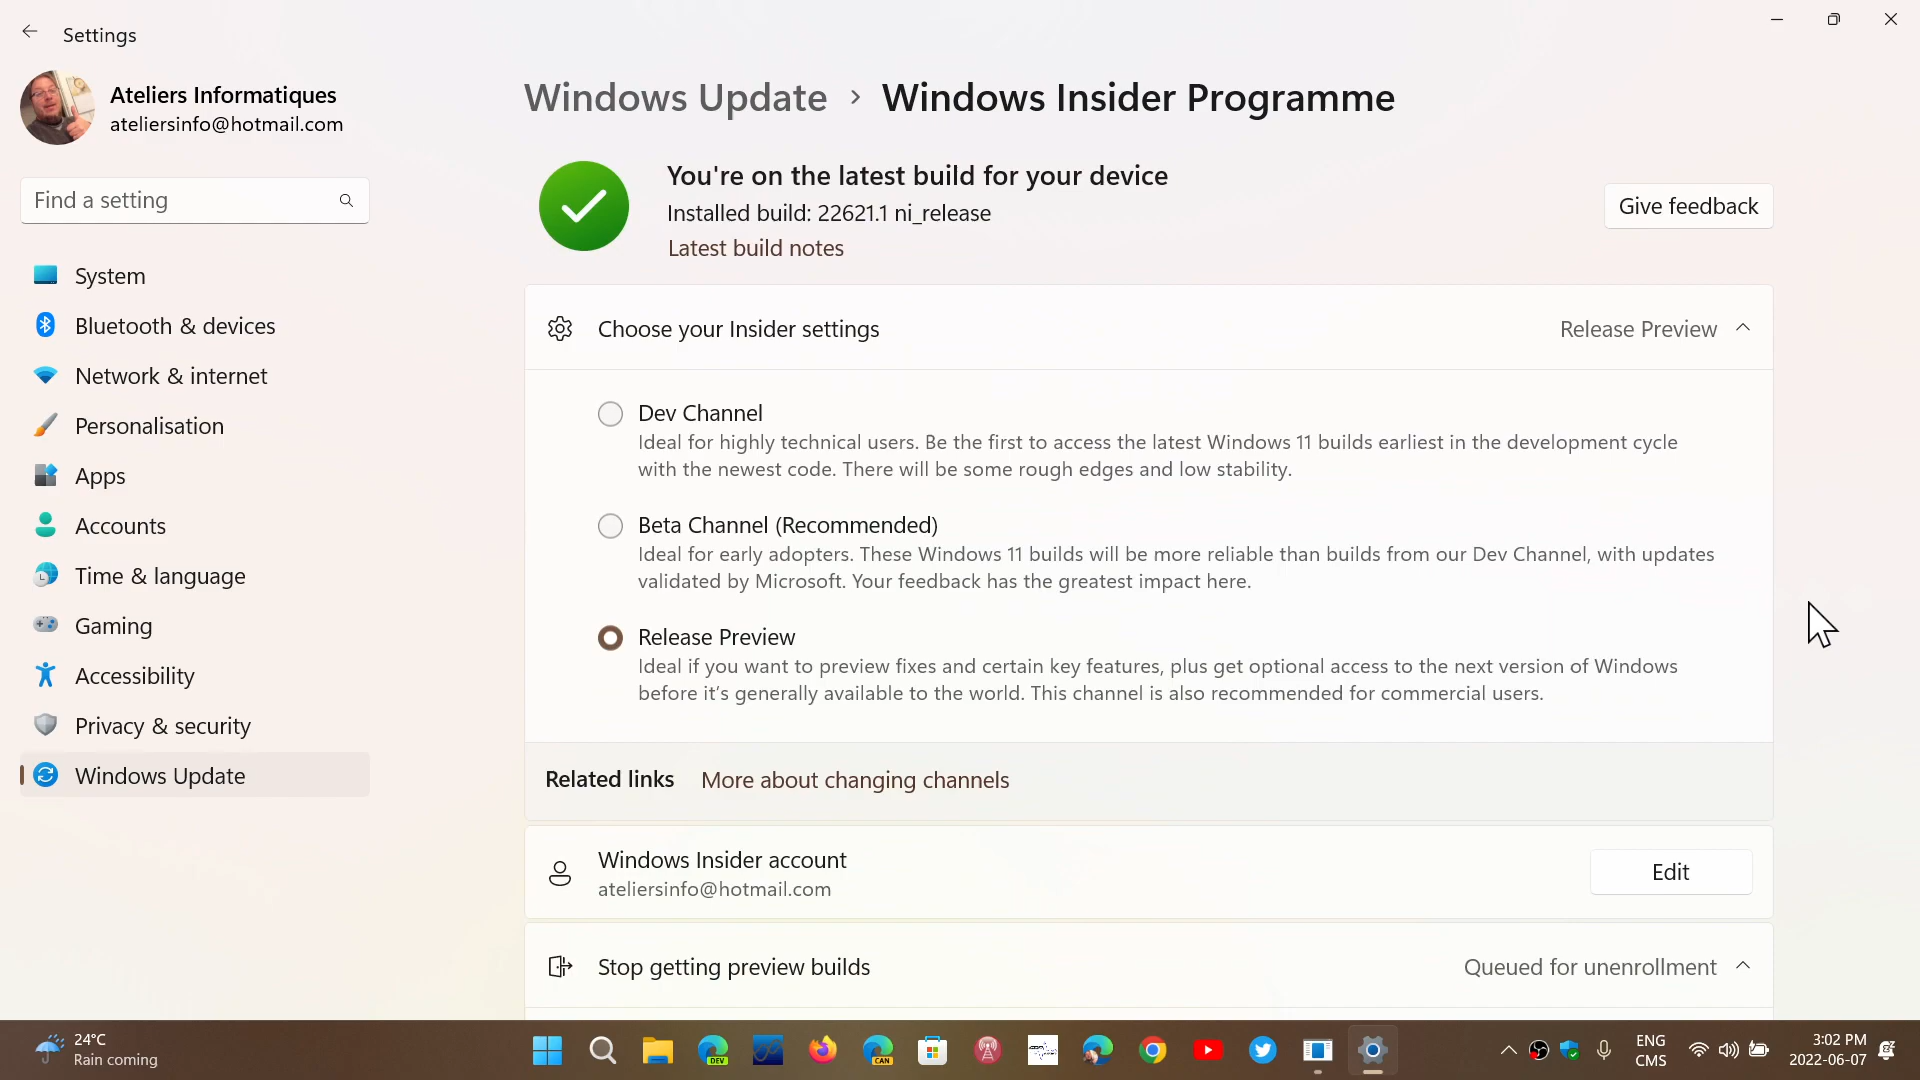 Settings
Ateliers Informatiques
ateliersinfo@hotmail.com
Find a setting
System
Bluetooth & devices
Network & internet
Personalisation
Apps
Accounts
Time & language
Gaming
Accessibility
Privacy & security
Windows Update
Windows Update > Windows Insider Programme
You're on the latest build for your device
Installed build: 22621.1 ni_release
Latest build notes
Give feedback
Choose your Insider settings
Release Preview
Dev Channel
Ideal for highly technical users. Be the first to access the latest Windows 11 builds earliest in the development cycle
with the newest code. There will be some rough edges and low stability.
Beta Channel (Recommended)
Ideal for early adopters. These Windows 11 builds will be more reliable than builds from our Dev Channel, with updates
validated by Microsoft. Your feedback has the greatest impact here.
Release Preview
Ideal if you want to preview fixes and certain key features, plus get optional access to the next version of Windows
before it's generally available to the world. This channel is also recommended for commercial users.
Related links More about changing channels
Windows Insider account
ateliersinfo@hotmail.com
Edit
Stop getting preview builds
Queued for unenrollment
24°C
Rain coming
DEV
CAN
ENG
CMS
3:02 PM
2022-06-07